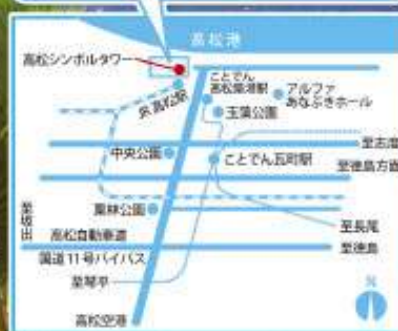 高松港
高松シンボルタワー
JR 高松駅
ことでん
高松築港駅
アルファ
あなぶきホール
玉藻公園
至志度
中央公園
ことでん瓦町駅
至徳島方面
栗林公園
至坂出
至長尾
高松自動車道
至徳島
国道11号バイパス
至琴平
高松空港
N